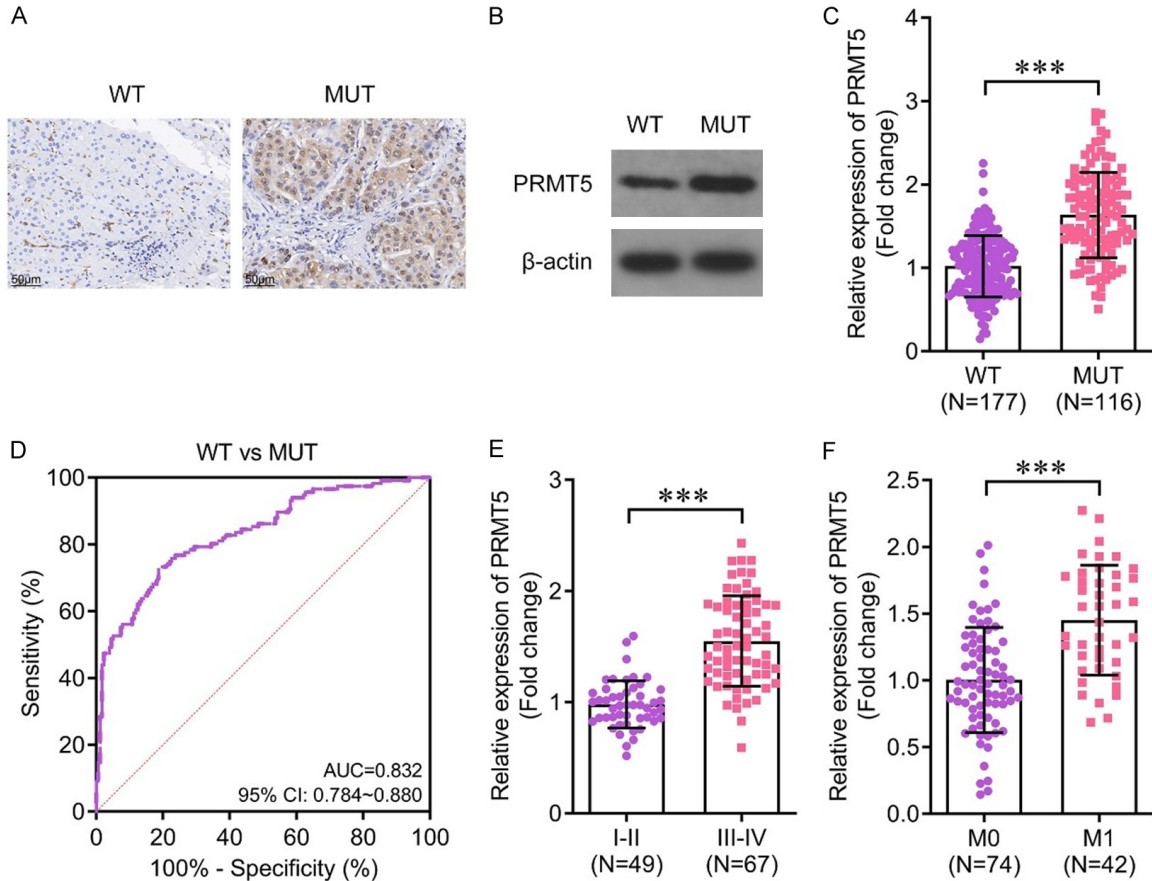 A
WT
MUT
50μm
50μm
B
WT
MUT
PRMT5
β-actin
C
Relative expression of PRMT5
(Fold change)
4
3
2
1
0
***
WT
(N=177)
MUT
(N=116)
D
WT vs MUT
Sensitivity (%)
100
80
60
40
20
0
AUC=0.832
95% CI: 0.784~0.880
0 20 40 60 80 100
100% - Specificity (%)
E
Relative expression of PRMT5
(Fold change)
3
2
1
0
***
I-II
(N=49)
III-IV
(N=67)
F
Relative expression of PRMT5
(Fold change)
2.5
2.0
1.5
1.0
0.5
0.0
***
M0
(N=74)
M1
(N=42)